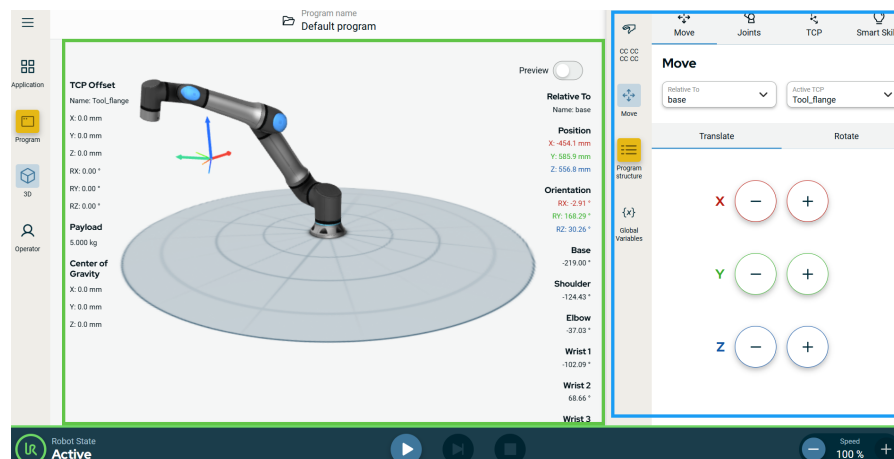 Program name
Default program
Application
Program
3D
Operator
TCP Offset
Name: Tool_flange
X: 0.0 mm
Y: 0.0 mm
Z: 0.0 mm
RX: 0.00 °
RY: 0.00 °
RZ: 0.00 °
Payload
5.000 kg
Center of
Gravity
X: 0.0 mm
Y: 0.0 mm
Z: 0.0 mm
Preview
Relative To
Name: base
Position
X: -454.1 mm
Y: 585.9 mm
Z: 556.8 mm
Orientation
RX: -2.91 °
RY: 168.29 °
RZ: 30.26 °
Base
-219.00 °
Shoulder
-124.43 °
Elbow
-37.03 °
Wrist 1
-102.09 °
Wrist 2
68.66 °
Wrist 3
CC CC
CC CC
Move
Program
structure
{x}
Global
Variables
Move
Joints
TCP
Smart Skil
Move
Relative To
base
Active TCP
Tool_flange
Translate
Rotate
X − +
Y − +
Z − +
UR
Robot State
Active
− Speed +
100 %